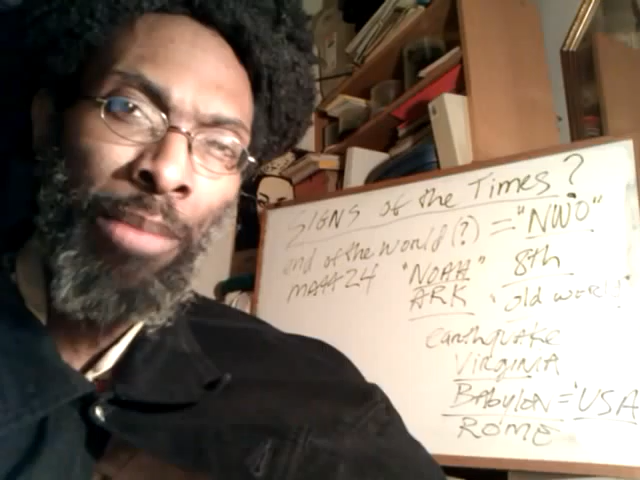 SIGNS of the Times?
end of the world (?) = "NWO"
MATT 24 "NOAH" 8th
ARK "old world"
earthquake
VIRGINIA
BABYLON = "USA
ROME